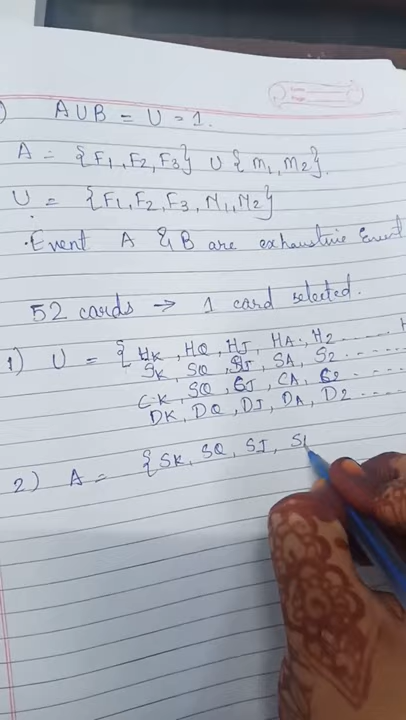 ) A U B = U = 1.
A = {F1, F2, F3} U {M1, M2}.
U = {F1, F2, F3, M1, M2}
. Event A & B are exhaustive Event
52 cards → 1 card selected.
1) U = {HK, HQ, HJ, HA, H2 ...... H
SK, SQ, SJ, SA, S2 ......
CK, SQ, CJ, CA, C2 ......
DK, DQ, DJ, DA, D2 ......
2) A = {SK, SQ, SJ, S